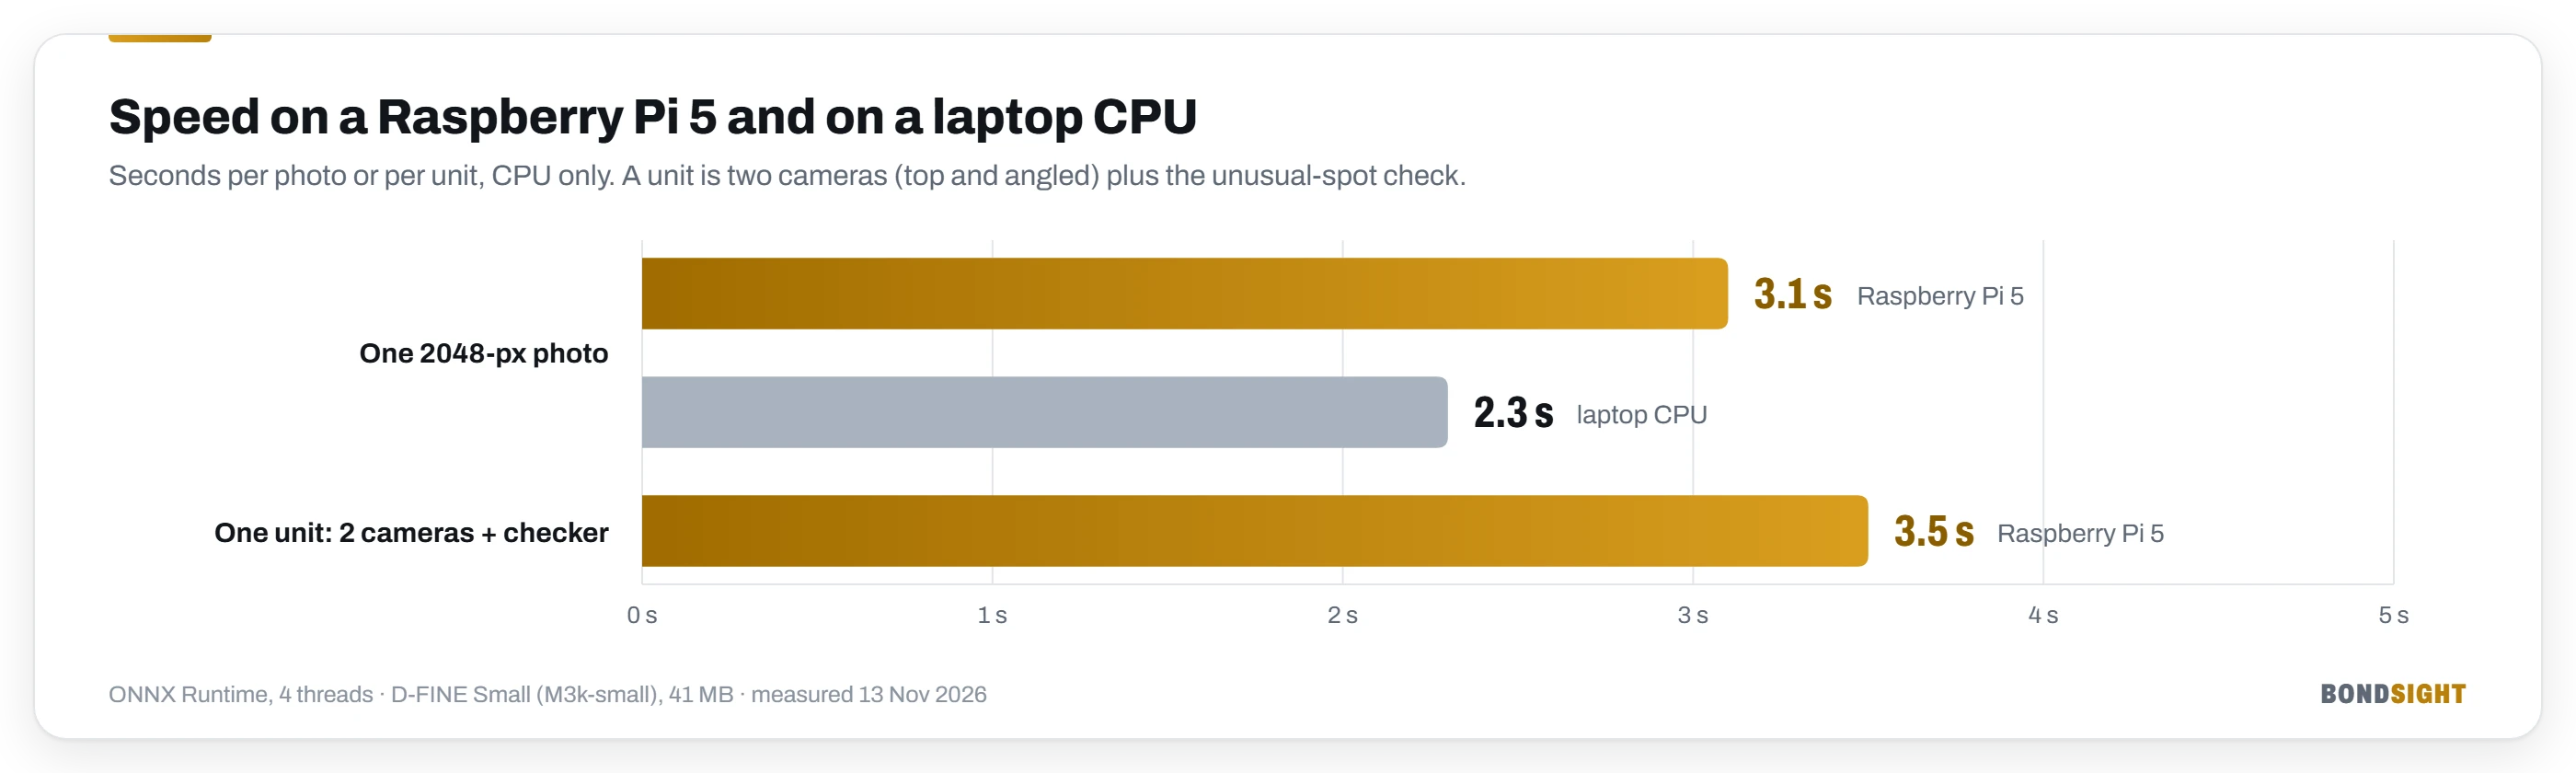 Speed on a Raspberry Pi 5 and on a laptop CPU
Seconds per photo or per unit, CPU only. A unit is two cameras (top and angled) plus the unusual-spot check.
3.1 s Raspberry Pi 5
One 2048-px photo
2.3 s laptop CPU
One unit: 2 cameras + checker 3.5 s Raspberry Pi 5
0 s 1 s 2 s 3 s 4 s 5 s
ONNX Runtime, 4 threads · D-FINE Small (M3k-small), 41 MB · measured 13 Nov 2026
BONDSIGHT